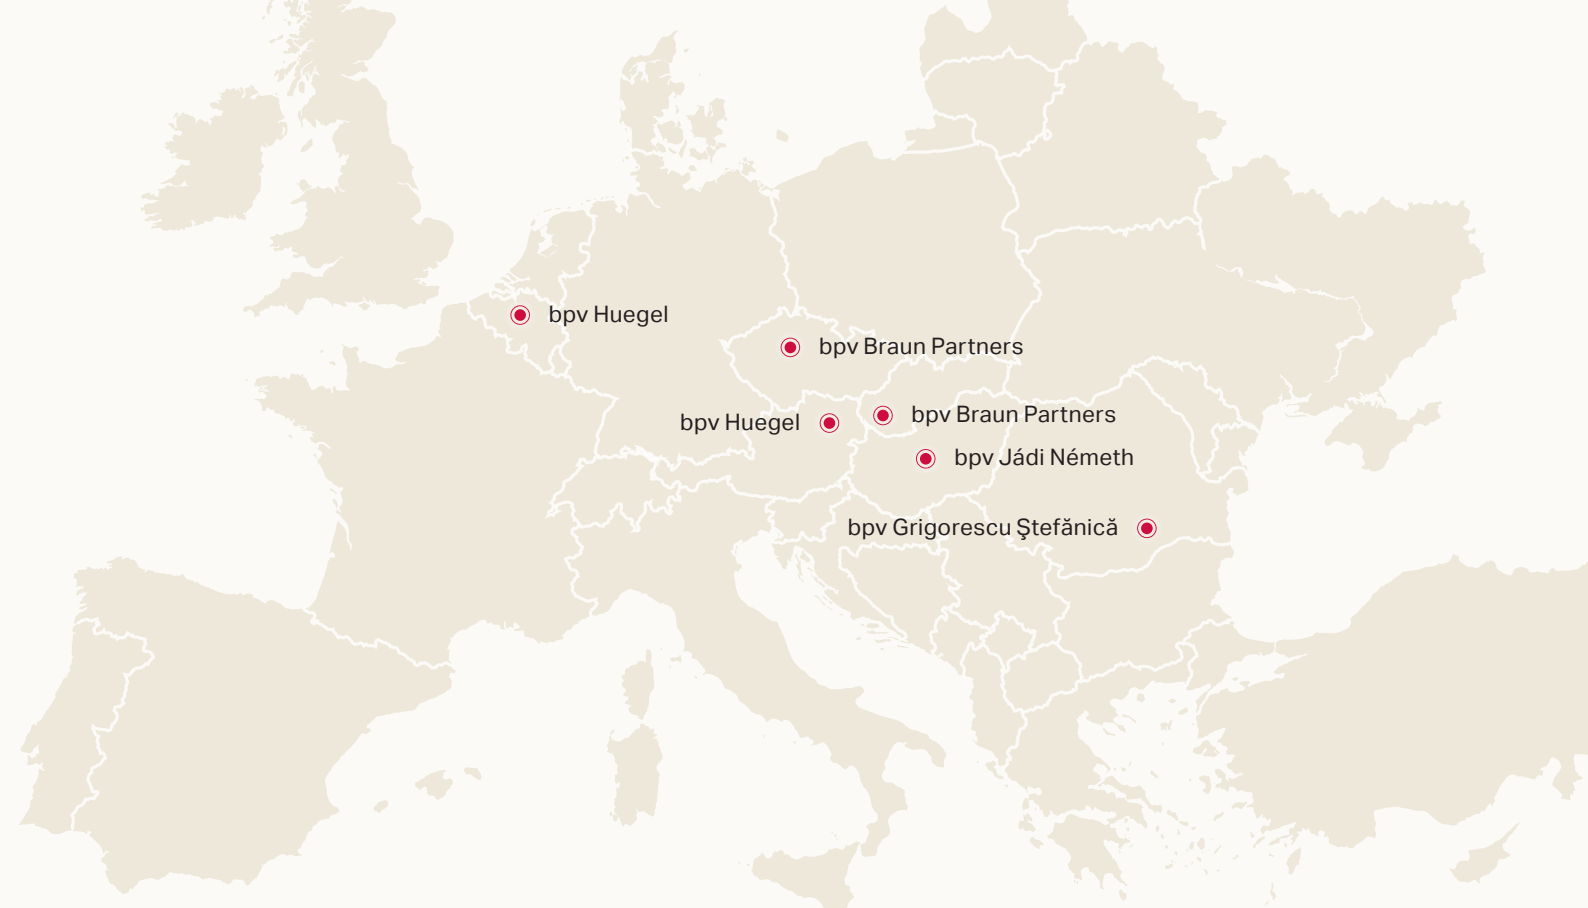 bpv Huegel
bpv Braun Partners
bpv Huegel
bpv Braun Partners
bpv Jádi Németh
bpv Grigorescu Ştefănică